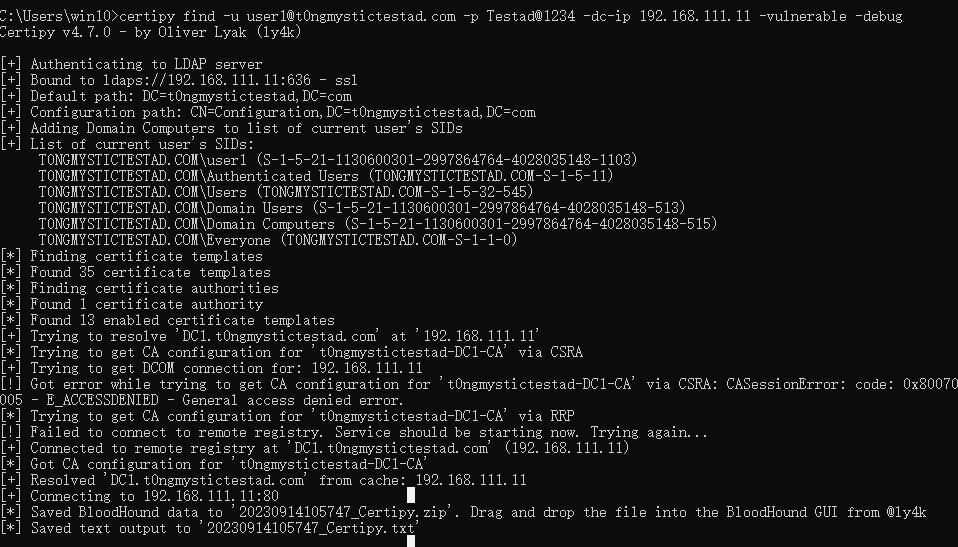 C:\Users\win10>certipy find -u user1@t0ngmystictestad.com -p Testad@1234 -dc-ip 192.168.111.11 -vulnerable -debug
Certipy v4.7.0 - by Oliver Lyak (ly4k)
[+] Authenticating to LDAP server
[+] Bound to ldaps://192.168.111.11:636 - ssl
[+] Default path: DC=t0ngmystictestad,DC=com
[+] Configuration path: CN=Configuration,DC=t0ngmystictestad,DC=com
[+] Adding Domain Computers to list of current user's SIDs
[+] List of current user's SIDs:
TONGMYSTICTESTAD.COM\user1 (S-1-5-21-1130600301-2997864764-4028035148-1103)
TONGMYSTICTESTAD.COM\Authenticated Users (TONGMYSTICTESTAD.COM-S-1-5-11)
TONGMYSTICTESTAD.COM\Users (TONGMYSTICTESTAD.COM-S-1-5-32-545)
TONGMYSTICTESTAD.COM\Domain Users (S-1-5-21-1130600301-2997864764-4028035148-513)
TONGMYSTICTESTAD.COM\Domain Computers (S-1-5-21-1130600301-2997864764-4028035148-515)
TONGMYSTICTESTAD.COM\Everyone (TONGMYSTICTESTAD.COM-S-1-1-0)
[*] Finding certificate templates
[*] Found 35 certificate templates
[*] Finding certificate authorities
[*] Found 1 certificate authority
[*] Found 13 enabled certificate templates
[+] Trying to resolve 'DC1.t0ngmystictestad.com' at '192.168.111.11'
[*] Trying to get CA configuration for 't0ngmystictestad-DC1-CA' via CSRA
[+] Trying to get DCOM connection for: 192.168.111.11
[!] Got error while trying to get CA configuration for 't0ngmystictestad-DC1-CA' via CSRA: CASessionError: code: 0x80070
005 - E_ACCESSDENIED - General access denied error.
[*] Trying to get CA configuration for 't0ngmystictestad-DC1-CA' via RRP
[!] Failed to connect to remote registry. Service should be starting now. Trying again...
[+] Connected to remote registry at 'DC1.t0ngmystictestad.com' (192.168.111.11)
[*] Got CA configuration for 't0ngmystictestad-DC1-CA'
[+] Resolved 'DC1.t0ngmystictestad.com' from cache: 192.168.111.11
[+] Connecting to 192.168.111.11:80
[*] Saved BloodHound data to '20230914105747_Certipy.zip'. Drag and drop the file into the BloodHound GUI from @ly4k
[*] Saved text output to '20230914105747_Certipy.txt'